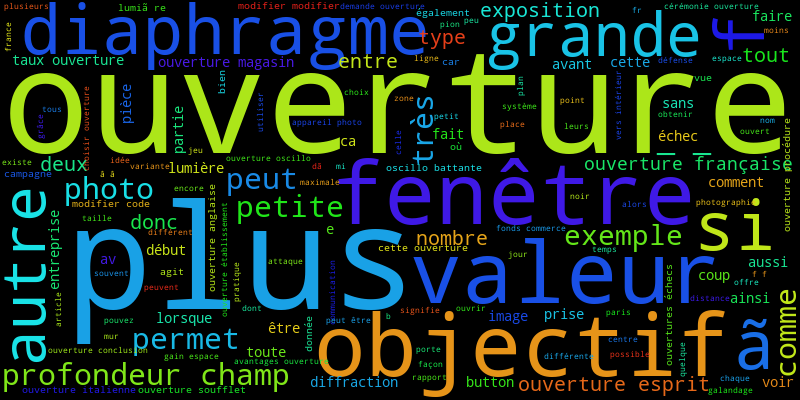 plusieurs
lumiã re
modifier modifier
demande ouverture
également
exposition
fr
cérémonie ouverture
faire
diaphragme
pion
peu
grande
f
moins
france
type
tout
taux ouverture
ouverture magasin
entre
ligne
car
avant
cette
défense
espace
ouverture
bien
choix
zone
très
plan
système
vue
vers interieur
tous
pièce
grâce
choisir ouverture
partie
utiliser
appareil photo
ca
celle
petit
fait
où
place
point
leurs
sans
obtenir
échec
nom
ouvert
ouverture procédure
existe
deux
idée
variante
jeu
lumière
ouverture oscillo
dã
mi
oscillo battante
ouverture française
campagne
ã ã
photo
encore
peut
maximale
fenêtre
noir
alors
comment
photographie
autre
modifier code
taille
donc
différent
ouverture anglaise
petite
e
fonds commerce
si
entreprise
plus
début
av
souvent
agit
peuvent
ouverture établissement
pratique
attaque
cette ouverture
nombre
jour
exemple
temps
valeur
coup
f f
offre
aussi
communication
distance
ainsi
article
pouvez
lorsque
dont
être
donnée
peut être
b
signifie
ouvrir
image
prise
paris
ouvertures échecs
comme
mur
permet
toute
objectif
porte
façon
rapport
centre
différente
possible
quelque
ã
ouverture conclusion
gain espace
avantages ouverture
profondeur champ
diffraction
button
ouverture esprit
chaque
voir
galandage
ouverture italienne
ouverture soufflet